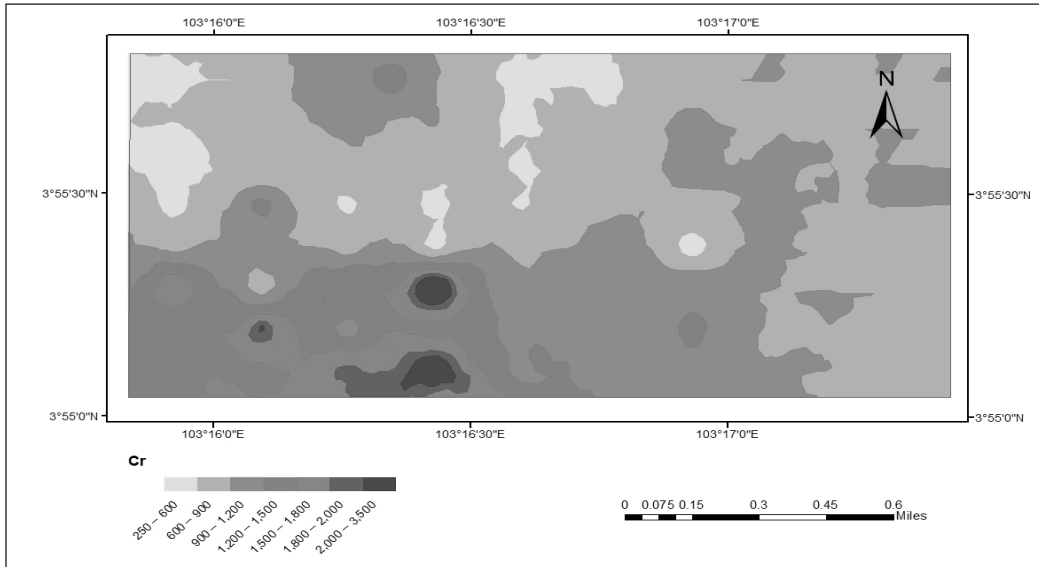 103°16'0"E 103°16'30"E 103°17'0"E
N
3°55'30"N 3°55'30"N
3°55'0"N 3°55'0"N
103°16'0"E 103°16'30"E 103°17'0"E
Cr
250 – 600
600 – 900
900 – 1,200
1,200 – 1,500
1,500 – 1,800
1,800 – 2,000
2,000 – 3,500
0 0.075 0.15 0.3 0.45 0.6
Miles